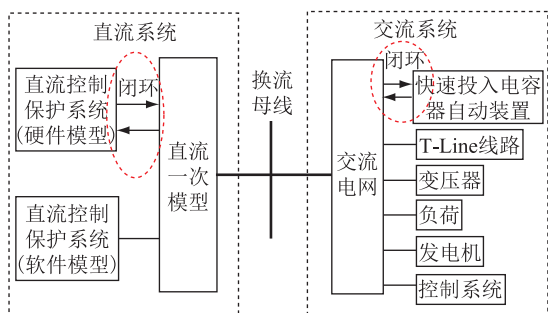 直流系统
直流控制
保护系统
(硬件模型)
闭环
直流
一次
模型
直流控制
保护系统
(软件模型)
换流
母线
交流系统
交流
电网
闭环
快速投入电容
器自动装置
T-Line线路
变压器
负荷
发电机
控制系统